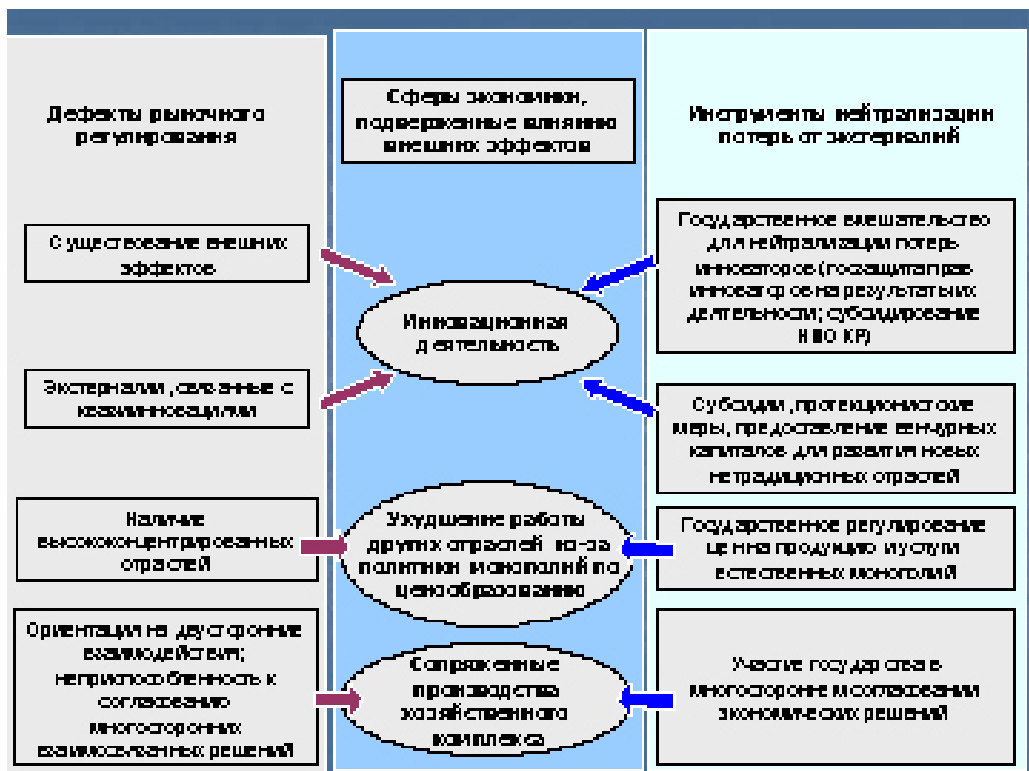 Дефекты рыночного
регулирования
Существование внешних
эффектов
Экстерналии, связанные с
квазиинновациями
Наличие
высококонцентрированных
отраслей
Ориентация на двусторонние
взаимодействия;
неприспособленность к
согласованию
многосторонних
взаимосвязанных решений
Сферы экономики,
подверженные влиянию
внешних эффектов
Инновационная
деятельность
Ухудшение работы
других отраслей из-за
политики монополий по
ценообразованию
Сопряженные
производства
хозяйственного
комплекса
Инструменты нейтрализации
потерь от экстерналий
Государственное вмешательство
для нейтрализации потерь
инноваторов (госзащита прав
инноваторов на результаты их
деятельности; субсидирование
НИОКР)
Субсидии, протекционистские
меры, предоставление венчурных
капиталов для развития новых
нетрадиционных отраслей
Государственное регулирование
цен на продукцию и услуги
естественных монополий
Участие государства в
многостороннем согласовании
экономических решений